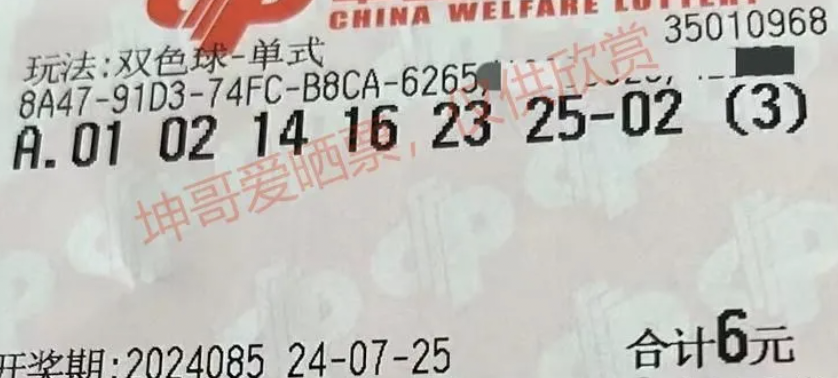 CHINA WELFARE LOTTERY
35010968
玩法:双色球-单式
8A47-91D3-74FC-B8CA-6265
A.01 02 14 16 23 25-02 (3)
坤哥爱晒票,仅供欣赏
开奖期:2024085 24-07-25 合计6元